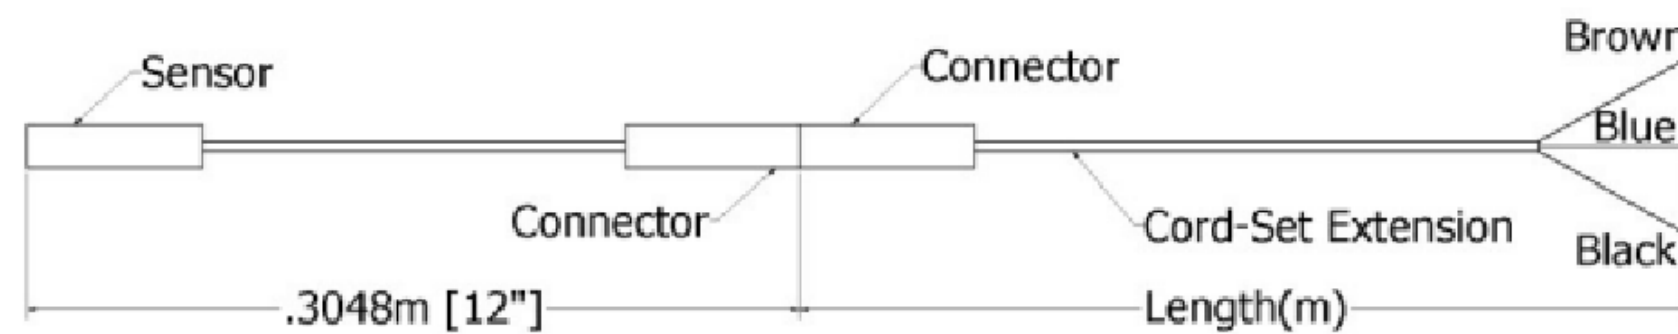 Brown
Sensor
Connector
Blue
Connector
Cord-Set Extension
Black
.3048m [12"]
Length(m)